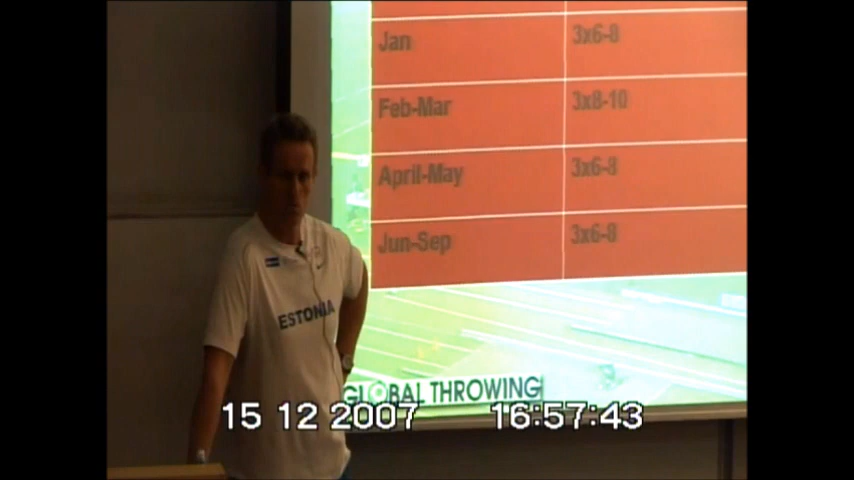 Jan 3x6-8
Feb-Mar 3x8-10
April-May 3x6-8
Jun-Sep 3x6-8
ESTONIA
GLOBAL THROWING
15 12 2007 16:57:43